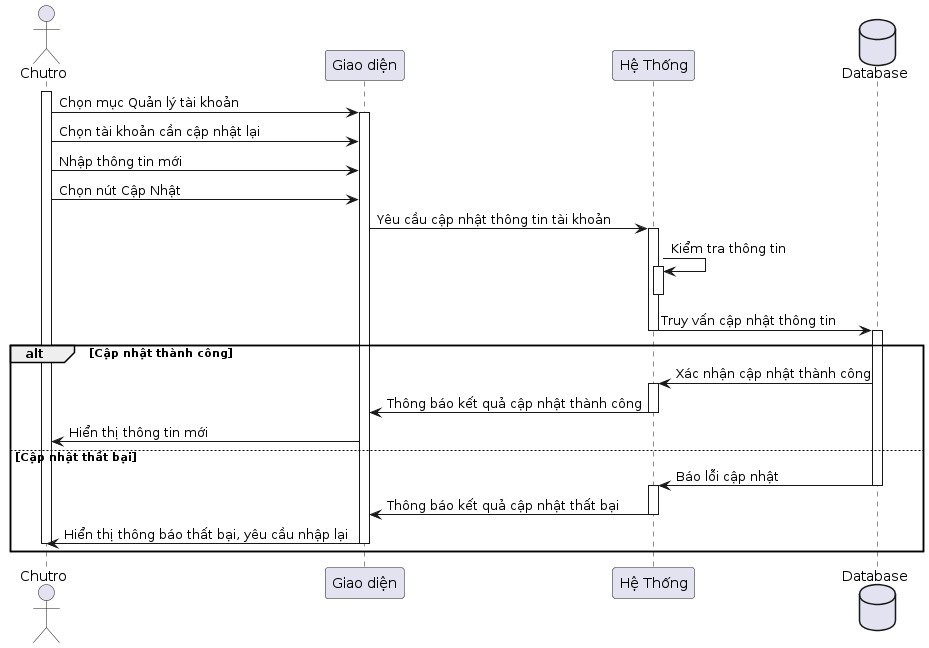 Chutro
Giao diện
Hệ Thống
Database
Chọn mục Quản lý tài khoản
Chọn tài khoản cần cập nhật lại
Nhập thông tin mới
Chọn nút Cập Nhật
Yêu cầu cập nhật thông tin tài khoản
Kiểm tra thông tin
Truy vấn cập nhật thông tin
alt
[Cập nhật thành công]
Xác nhận cập nhật thành công
Thông báo kết quả cập nhật thành công
Hiển thị thông tin mới
[Cập nhật thất bại]
Báo lỗi cập nhật
Thông báo kết quả cập nhật thất bại
Hiển thị thông báo thất bại, yêu cầu nhập lại
Chutro
Giao diện
Hệ Thống
Database